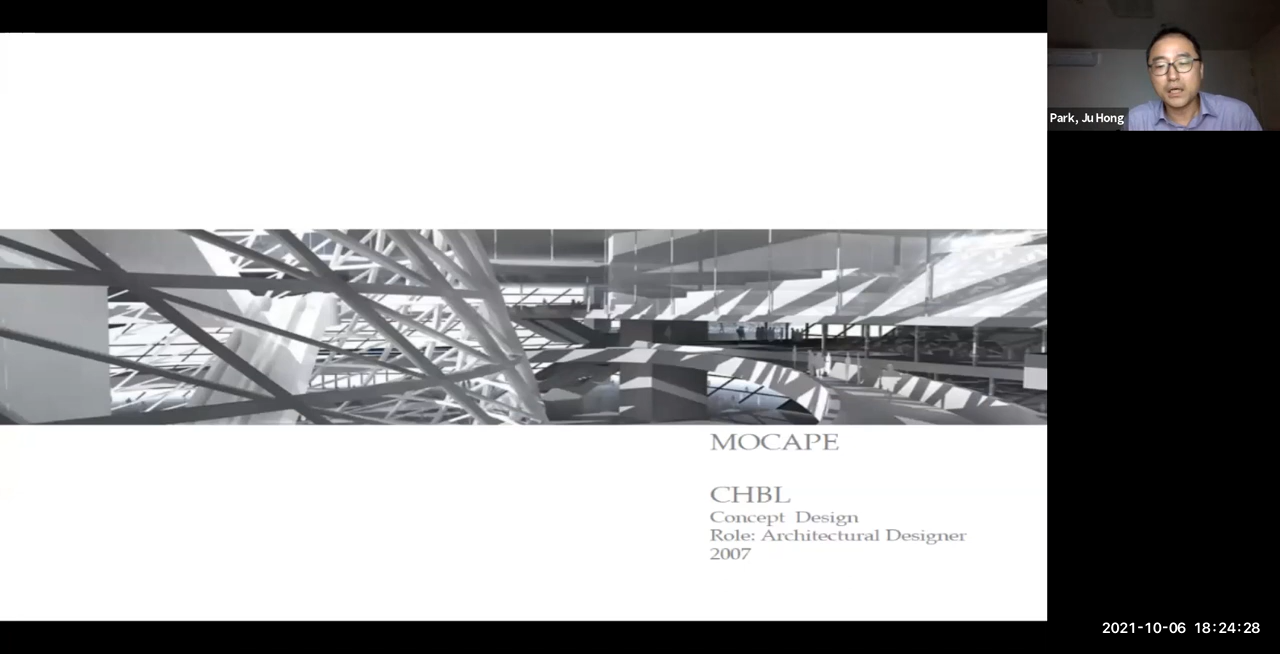 Park, Ju Hong
MOCAPE
CHBL
Concept Design
Role: Architectural Designer
2007
2021-10-06 18:24:28